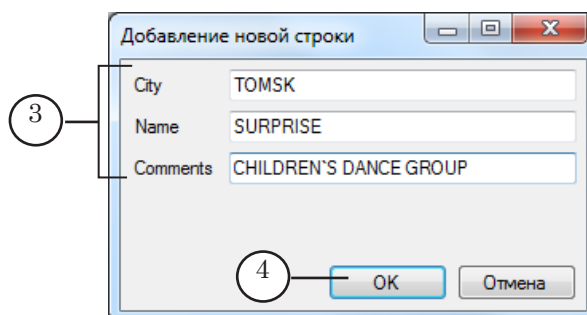 Добавление новой строки
City TOMSK
3
Name SURPRISE
Comments CHILDREN`S DANCE GROUP
4
OK Отмена